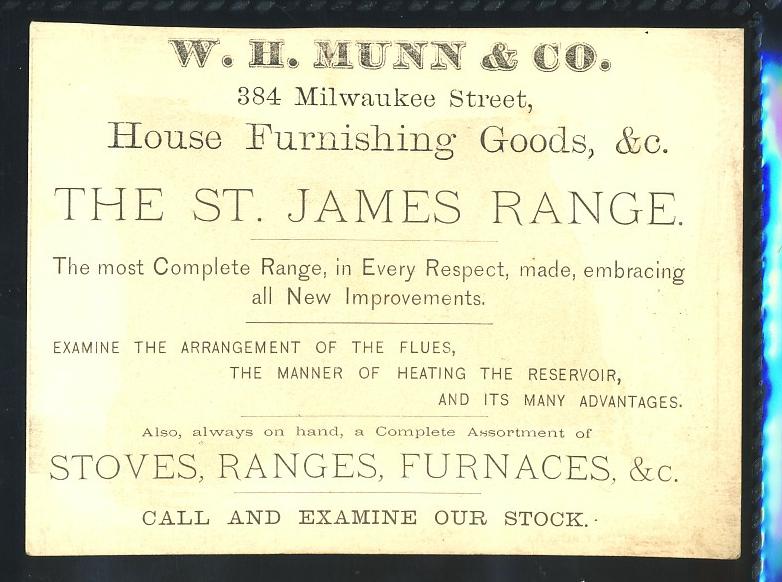 W. H. MUNN & CO.
384 Milwaukee Street,
House Furnishing Goods, &c.
THE ST. JAMES RANGE.
The most Complete Range, in Every Respect, made, embracing
all New Improvements.
EXAMINE THE ARRANGEMENT OF THE FLUES,
THE MANNER OF HEATING THE RESERVOIR,
AND ITS MANY ADVANTAGES.
Also, always on hand, a Complete Assortment of
STOVES, RANGES, FURNACES, &c.
CALL AND EXAMINE OUR STOCK.